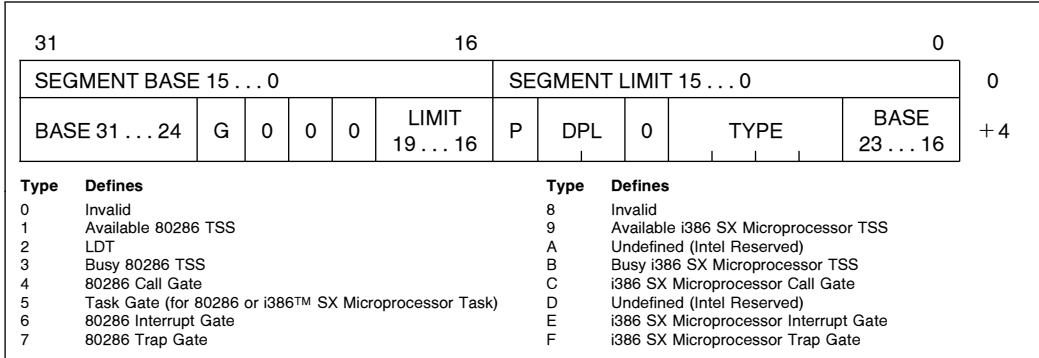 31 16 0
SEGMENT BASE 15 . . . 0 SEGMENT LIMIT 15 . . . 0 0
BASE 31 . . . 24 G 0 0 0 LIMIT 19 . . . 16 P DPL 0 TYPE BASE 23 . . . 16 +4
Type Defines
0 Invalid
1 Available 80286 TSS
2 LDT
3 Busy 80286 TSS
4 80286 Call Gate
5 Task Gate (for 80286 or i386™ SX Microprocessor Task)
6 80286 Interrupt Gate
7 80286 Trap Gate
Type Defines
8 Invalid
9 Available i386 SX Microprocessor TSS
A Undefined (Intel Reserved)
B Busy i386 SX Microprocessor TSS
C i386 SX Microprocessor Call Gate
D Undefined (Intel Reserved)
E i386 SX Microprocessor Interrupt Gate
F i386 SX Microprocessor Trap Gate